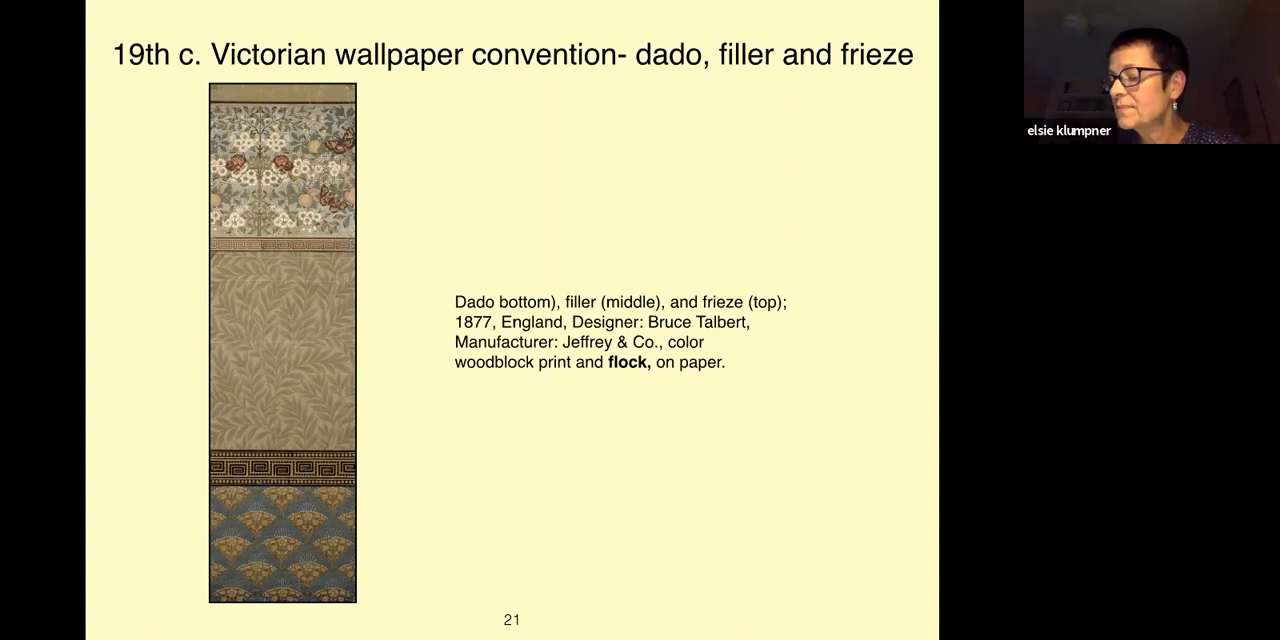 19th c. Victorian wallpaper convention- dado, filler and frieze
elsie klumpner
Dado bottom), filler (middle), and frieze (top);
1877, England, Designer: Bruce Talbert,
Manufacturer: Jeffrey & Co., color
woodblock print and flock, on paper.
21